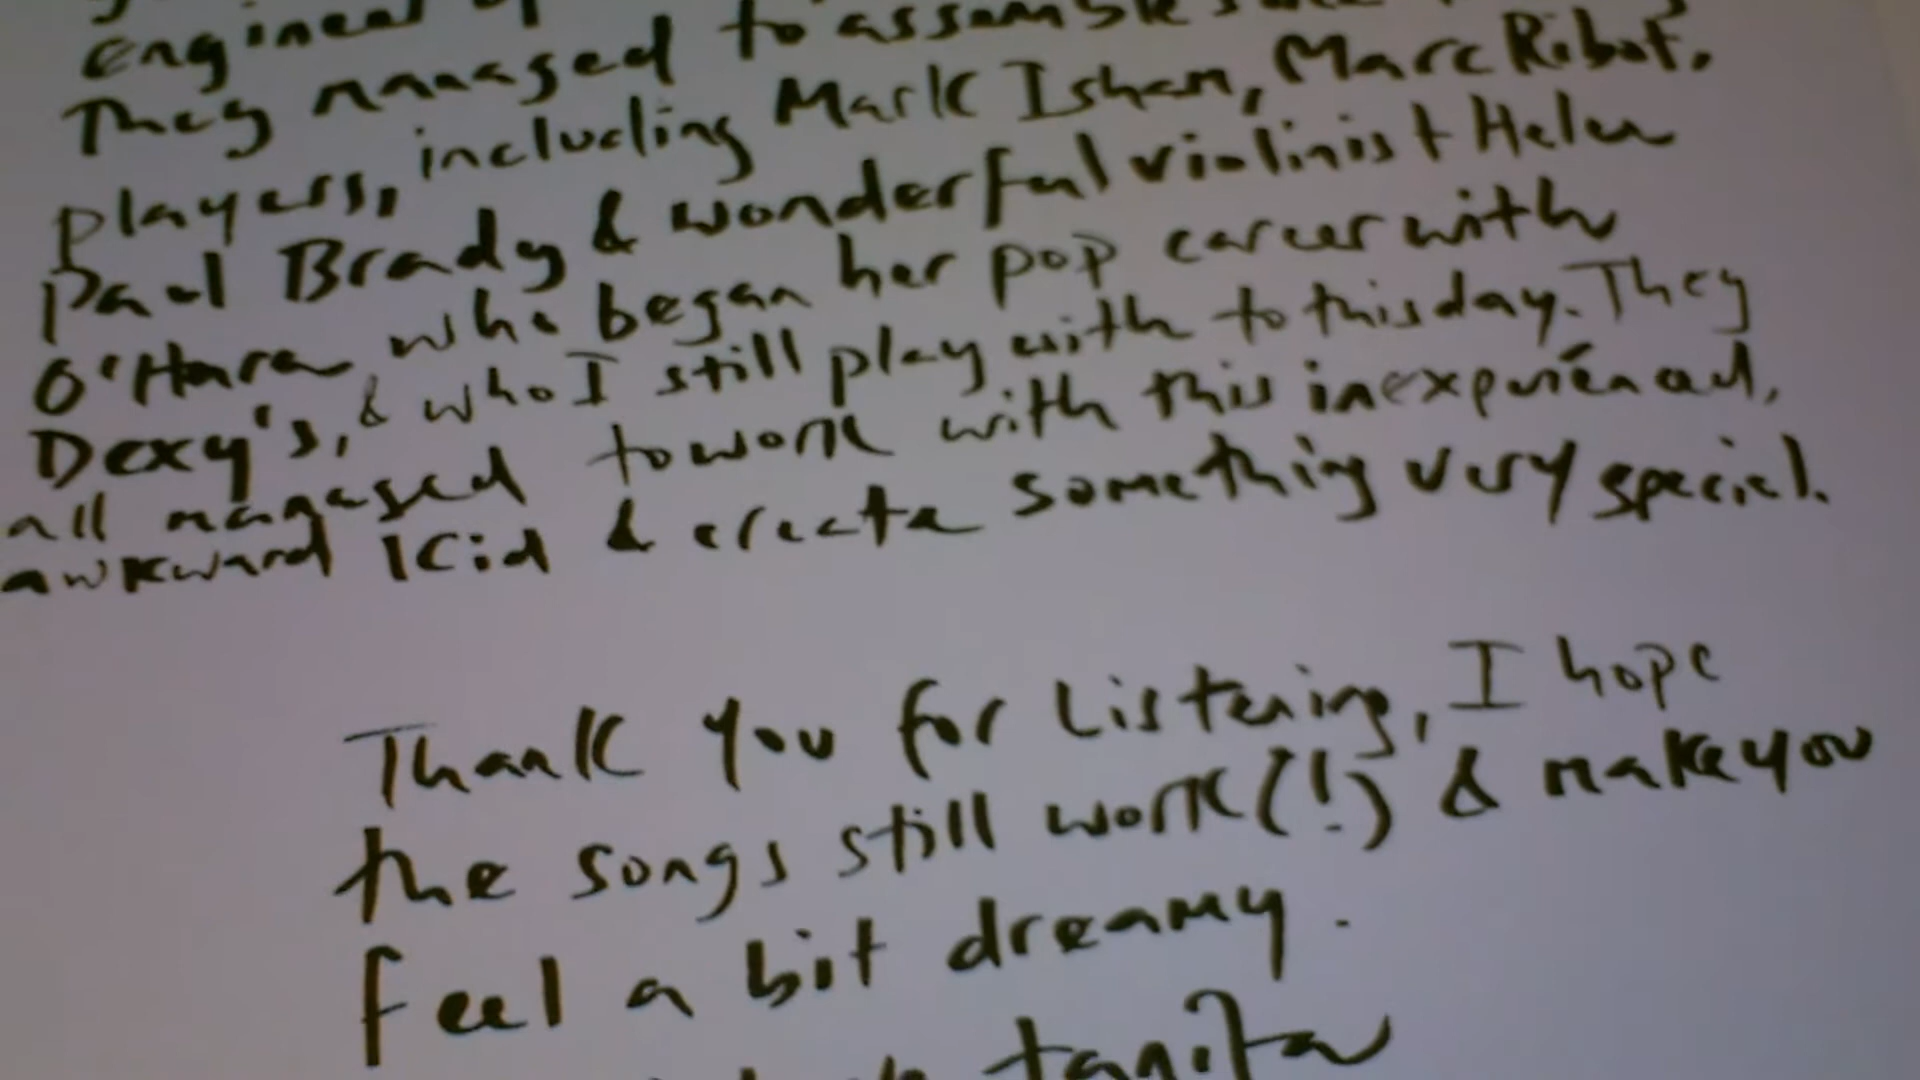 engineer
They managed to assemble some
players, including Mark Isham, Marc Ribot,
Paul Brady & wonderful violinist Helen
O'Hara, who began her pop career with
Dexy's, & who I still play with to this day. They
all managed to work with this inexperienced,
awkward kid & create something very special.
Thank you for listening, I hope
the songs still work(!) & make you
feel a bit dreamy.
tanita